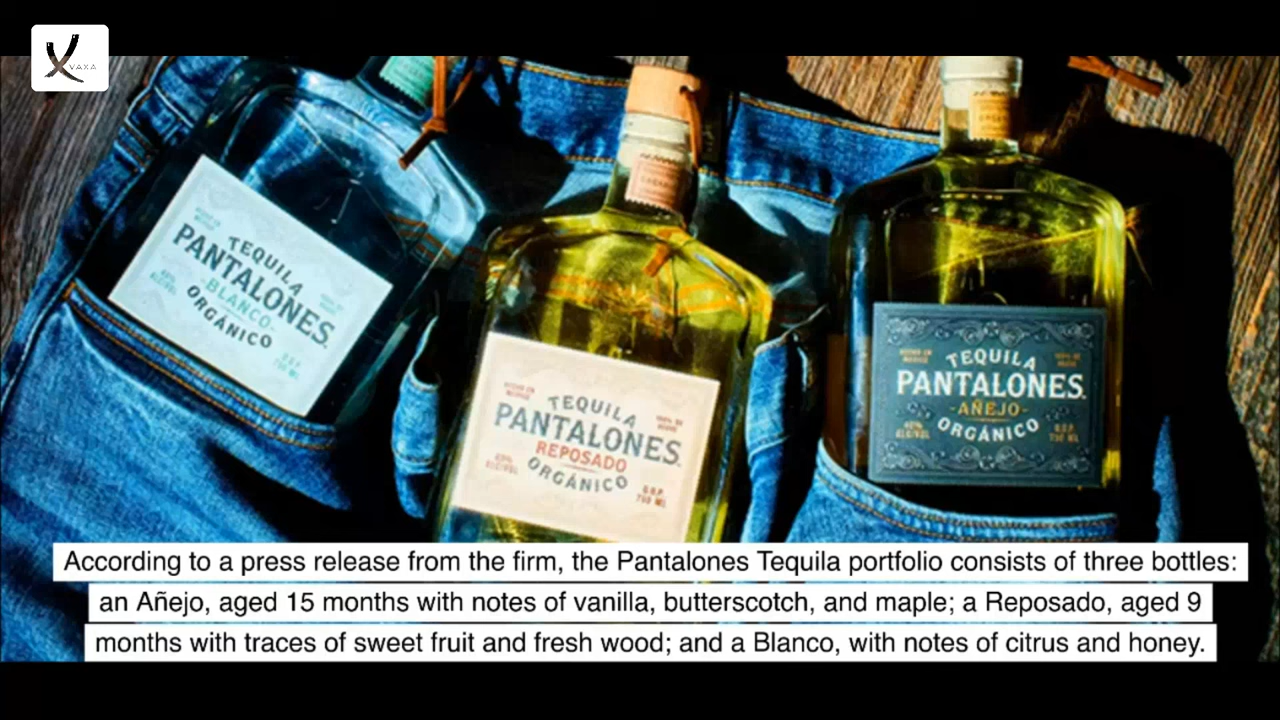 VAXA
TEQUILA
PANTALONES
BLANCO
ORGÁNICO
TEQUILA
PANTALONES
REPOSADO
ORGÁNICO
TEQUILA
PANTALONES
-AÑEJO-
ORGÁNICO
According to a press release from the firm, the Pantalones Tequila portfolio consists of three bottles:
an Añejo, aged 15 months with notes of vanilla, butterscotch, and maple; a Reposado, aged 9
months with traces of sweet fruit and fresh wood; and a Blanco, with notes of citrus and honey.